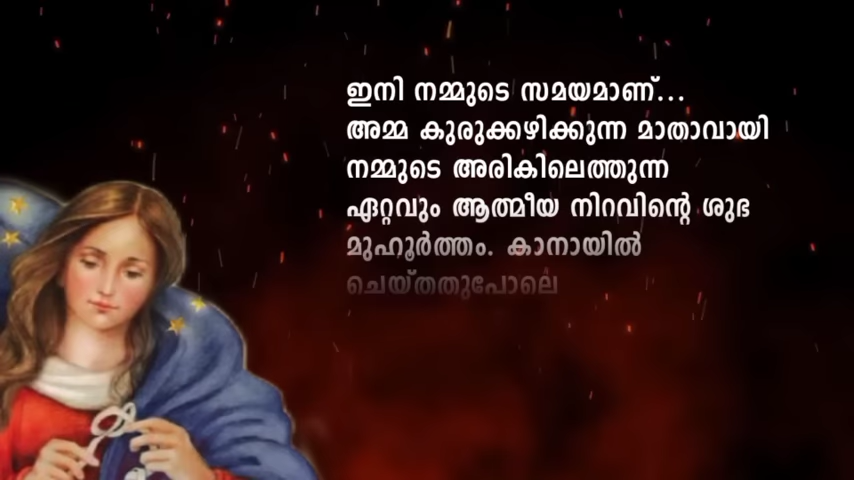 ഇനി നമ്മുടെ സമയമാണ്...
അമ്മ കുരുക്കഴിക്കുന്ന മാതാവായി
നമ്മുടെ അരികിലെത്തുന്ന
ഏറ്റവും ആത്മീയ നിറവിന്റെ ശുഭ
മുഹൂർത്തം. കാനായിൽ
ചെയ്തതുപോലെ